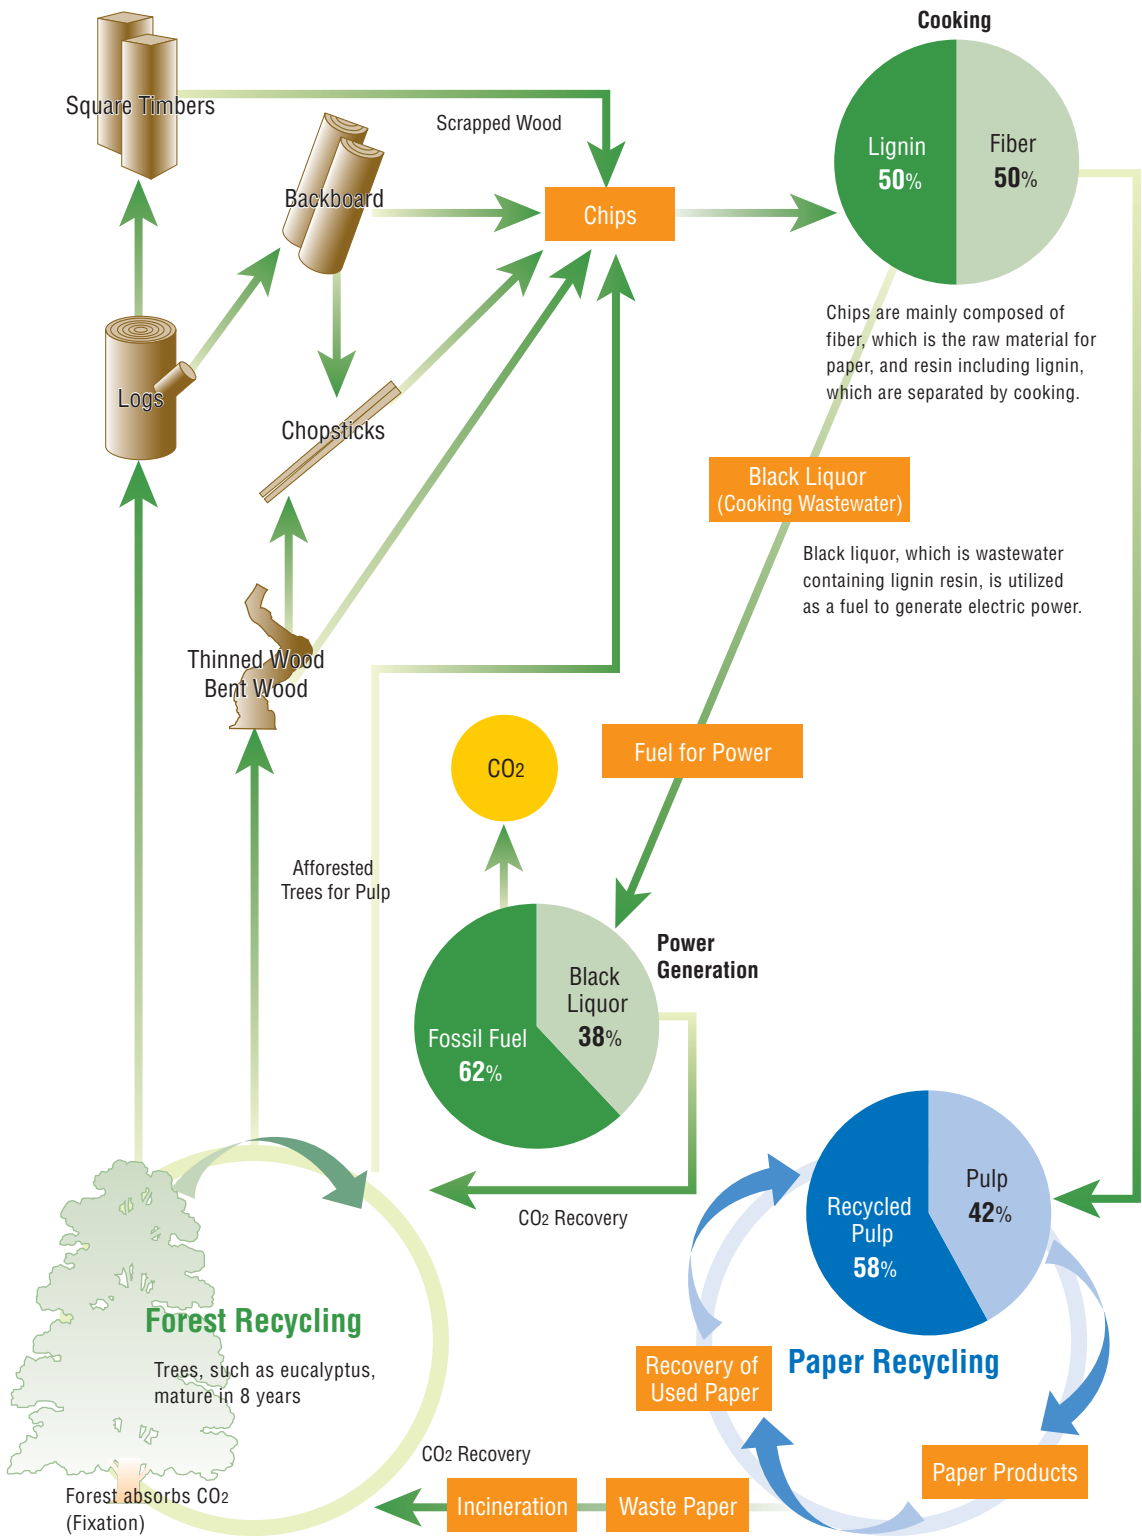 Cooking
Square Timbers
Scrapped Wood
Lignin
50%
Fiber
50%
Backboard
Chips
Chips are mainly composed of
fiber, which is the raw material for
paper, and resin including lignin,
which are separated by cooking.
Logs
Chopsticks
Black Liquor
(Cooking Wastewater)
Black liquor, which is wastewater
containing lignin resin, is utilized
as a fuel to generate electric power.
Thinned Wood
Bent Wood
Fuel for Power
CO2
Afforested
Trees for Pulp
Power
Generation
Black
Liquor
38%
Fossil Fuel
62%
Pulp
42%
Recycled
Pulp
58%
CO2 Recovery
Forest Recycling
Trees, such as eucalyptus,
mature in 8 years
Paper Recycling
Recovery of
Used Paper
CO2 Recovery
Paper Products
Incineration
Waste Paper
Forest absorbs CO2
(Fixation)